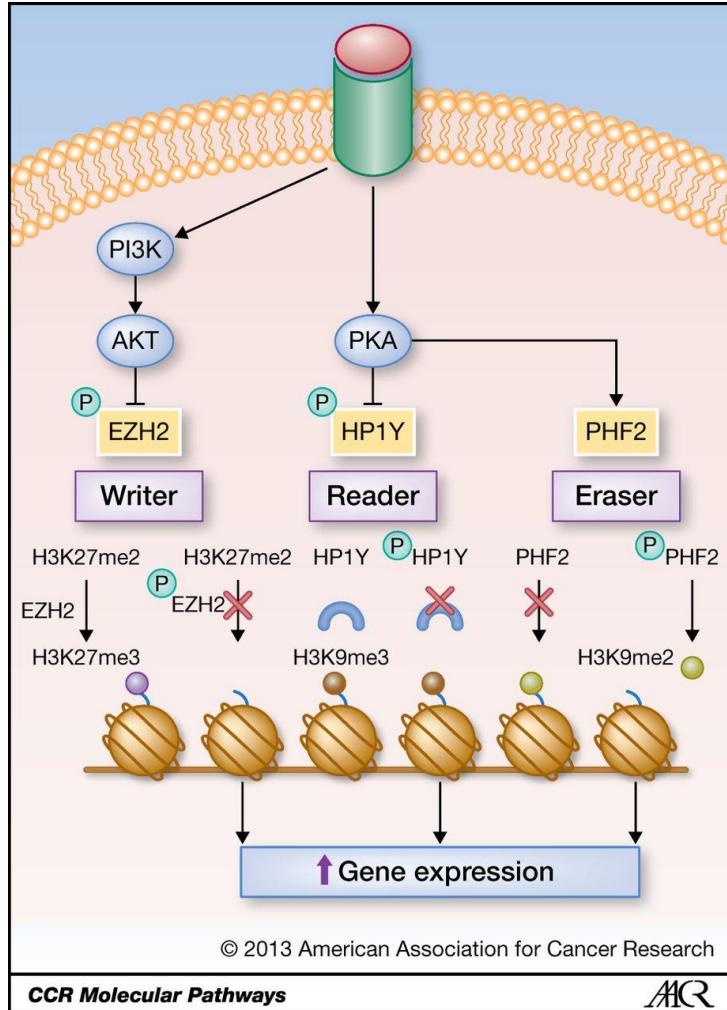 PI3K
AKT
PKA
P
EZH2
P
HP1Y
PHF2
Writer
Reader
Eraser
H3K27me2
H3K27me2
HP1Y
P
HP1Y
PHF2
P
PHF2
EZH2
P
EZH2
H3K27me3
H3K9me3
H3K9me2
Gene expression
© 2013 American Association for Cancer Research
CCR Molecular Pathways
AACR